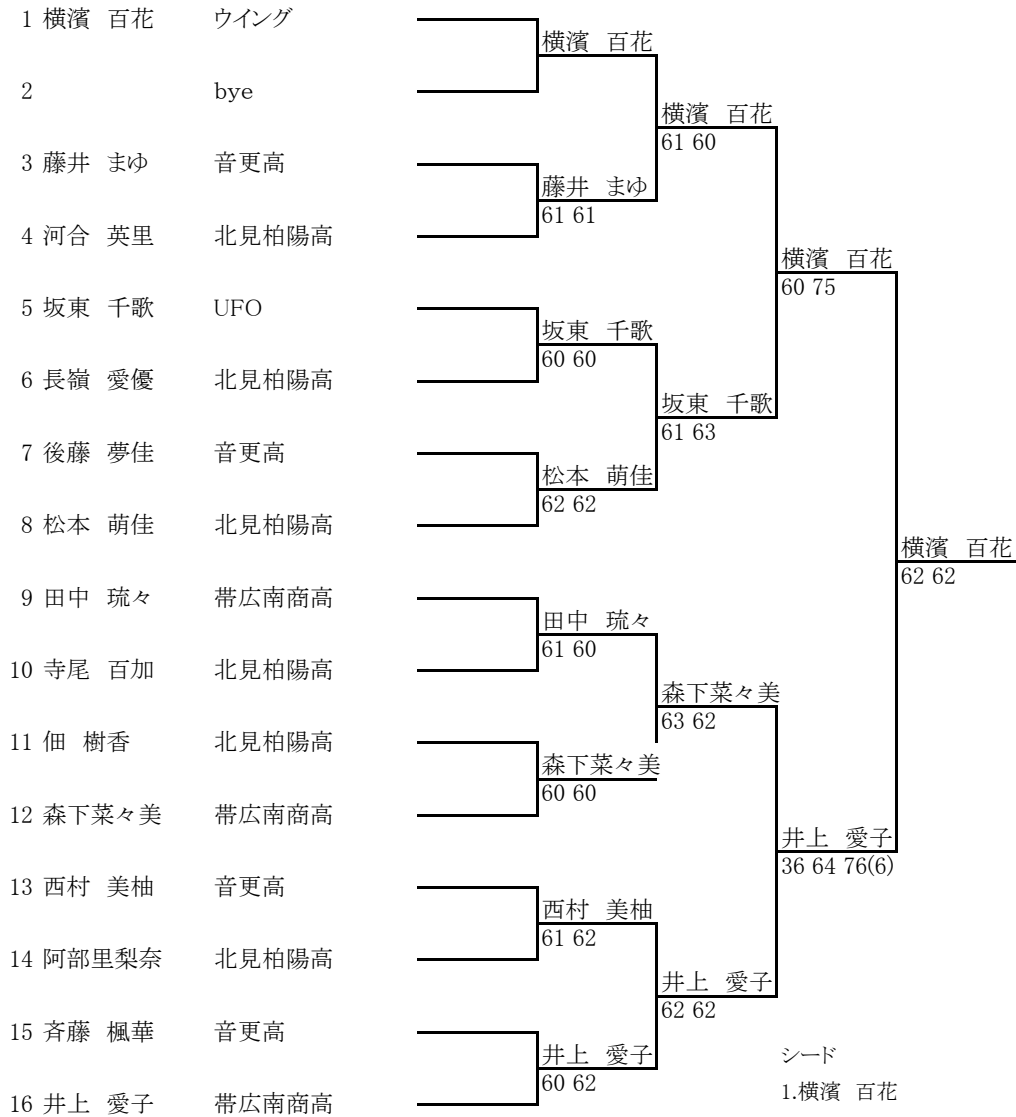 1 横濱 百花 ウイング
横濱 百花
2 bye
横濱 百花
61 60
3 藤井 まゆ 音更高
藤井 まゆ
61 61
4 河合 英里 北見柏陽高
横濱 百花
60 75
5 坂東 千歌 UFO
坂東 千歌
60 60
6 長嶺 愛優 北見柏陽高
坂東 千歌
61 63
7 後藤 夢佳 音更高
松本 萌佳
62 62
8 松本 萌佳 北見柏陽高
横濱 百花
62 62
9 田中 琉々 帯広南商高
田中 琉々
61 60
10 寺尾 百加 北見柏陽高
森下菜々美
63 62
11 佃 樹香 北見柏陽高
森下菜々美
60 60
12 森下菜々美 帯広南商高
井上 愛子
36 64 76(6)
13 西村 美柚 音更高
西村 美柚
61 62
14 阿部里梨奈 北見柏陽高
井上 愛子
62 62
15 斉藤 楓華 音更高
井上 愛子
60 62
16 井上 愛子 帯広南商高
シード
1.横濱 百花